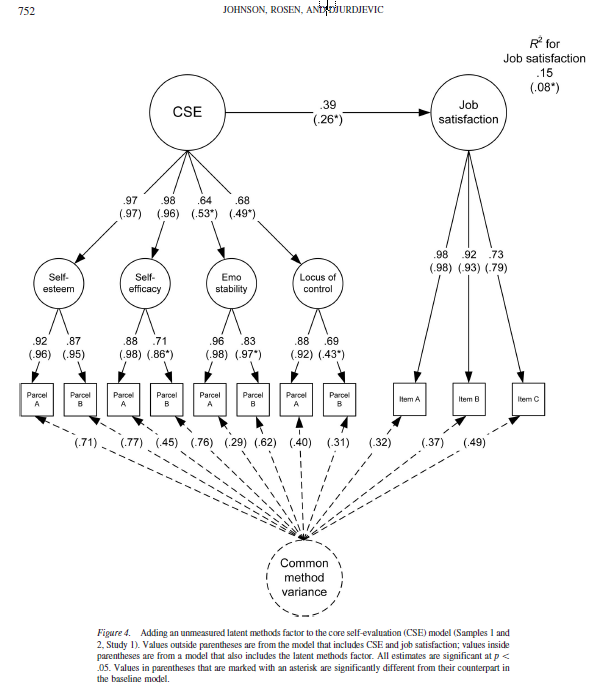 752
JOHNSON, ROSEN, AND DJURDJEVIC
R² for
Job satisfaction
.15
(.08*)
CSE
.39
(.26*)
Job
satisfaction
.97 .98 .64 .68
(.97) (.96) (.53*) (.49*)
.98 .92 .73
(.98) (.93) (.79)
Self-
esteem
Self-
efficacy
Emo
stability
Locus of
control
.92 .87 .88 .71 .96 .83 .88 .69
(.96) (.95) (.98) (.86*) (.98) (.97*) (.92) (.43*)
Parcel
A
Parcel
B
Parcel
A
Parcel
B
Parcel
A
Parcel
B
Parcel
A
Parcel
B
Item A
Item B
Item C
(.71) (.77) (.45) (.76) (.29) (.62) (.40) (.31) (.32) (.37) (.49)
Common
method
variance
Figure 4. Adding an unmeasured latent methods factor to the core self-evaluation (CSE) model (Samples 1 and
2, Study 1). Values outside parentheses are from the model that includes CSE and job satisfaction; values inside
parentheses are from a model that also includes the latent methods factor. All estimates are significant at p <
.05. Values in parentheses that are marked with an asterisk are significantly different from their counterpart in
the baseline model.